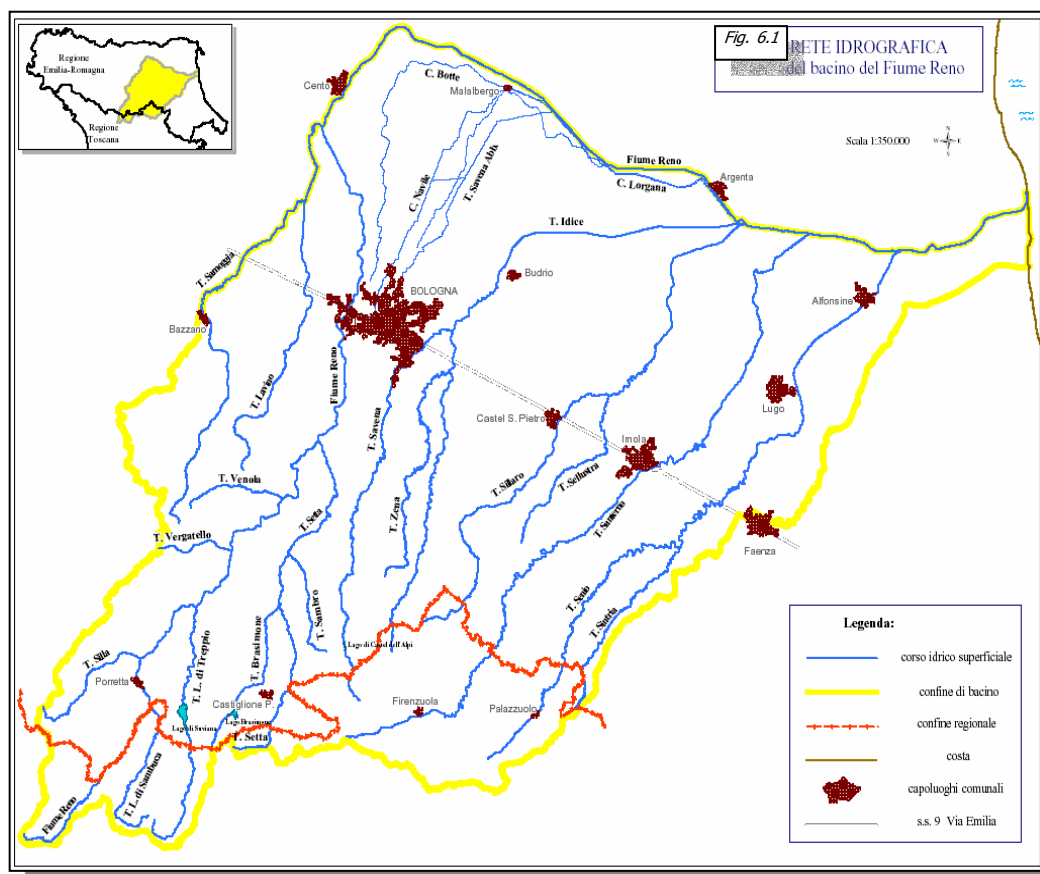 Regione
Emilia-Romagna
Regione
Toscana
Fig. 6.1
RETE IDROGRAFICA
del bacino del Fiume Reno
Scala 1:350.000
N
W
E
S
Cento
C. Botte
Malalbergo
Fiume Reno
C. Lorgana
Argenta
C. Navile
T. Savena Abb.
T. Idice
T. Samoggia
Budrio
BOLOGNA
Alfonsine
Bazzano
T. Lavino
Fiume Reno
T. Savena
Castel S. Pietro
Lugo
Imola
T. Venola
T. Sillaro
T. Sellustra
T. Zena
T. Setta
T. Santerno
T. Vergatello
Faenza
T. Senio
T. Sintria
T. Sambro
T. Brasimone
Lago di Castel dell'Alpi
T. Silla
T. L. di Treppio
Porretta
Castiglione P.
Firenzuola
Palazzuolo
Lago di Suviana
Lago Brasimone
T. Setta
T. L. di Sambuca
Fiume Reno
Legenda:
corso idrico superficiale
confine di bacino
confine regionale
costa
capoluoghi comunali
s.s. 9 Via Emilia